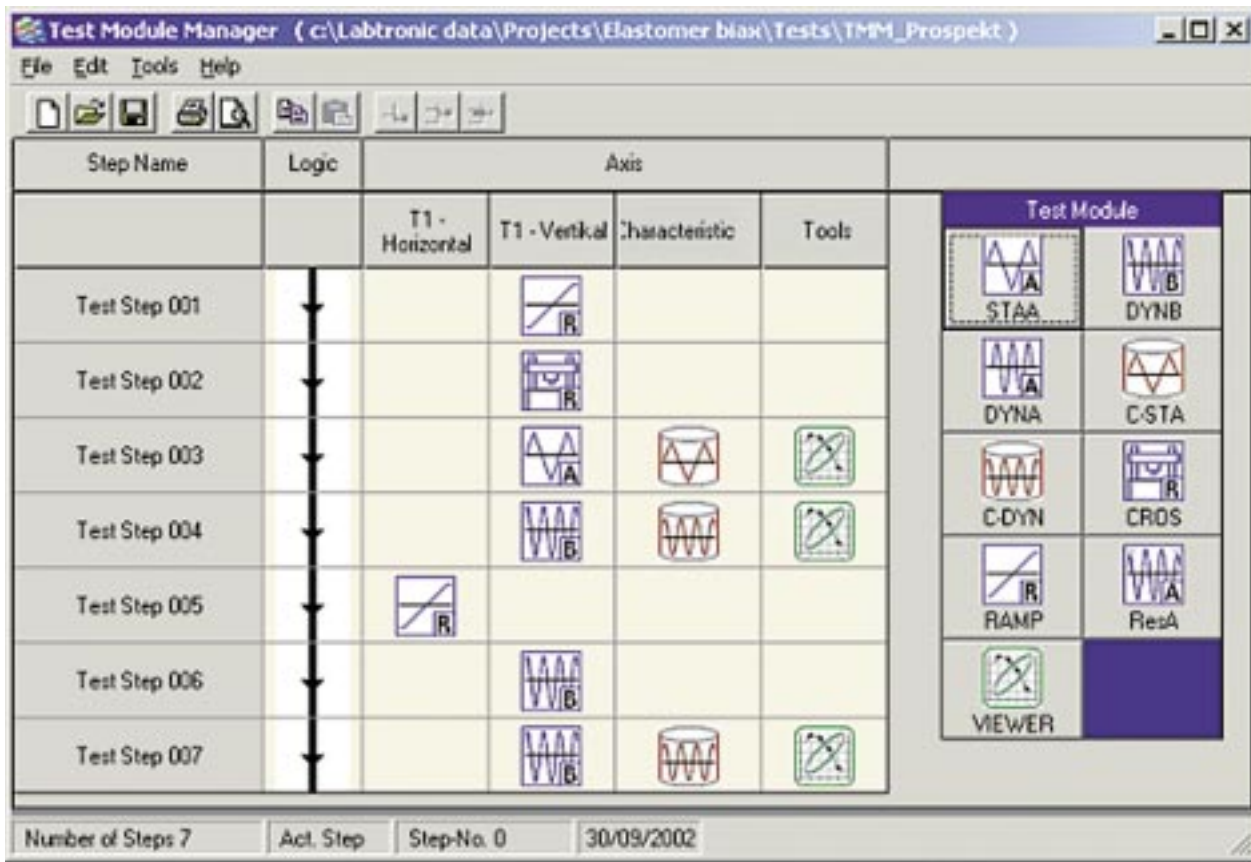 Test Module Manager ( c:\Labtronic data\Projects\Elastomer biax\Tests\TMM_Prospekt )
File Edit Tools Help
Step Name Logic Axis
T1 -
Horizontal
T1 - Vertikal
Characteristic
Tools
Test Step 001
R
Test Step 002
R
Test Step 003
A
Test Step 004
B
Test Step 005
R
Test Step 006
B
Test Step 007
B
Test Module
A B
STAA DYNB
A
DYNA C-STA
R
C-DYN CROS
R A
RAMP ResA
VIEWER
Number of Steps 7 Act. Step Step-No. 0 30/09/2002